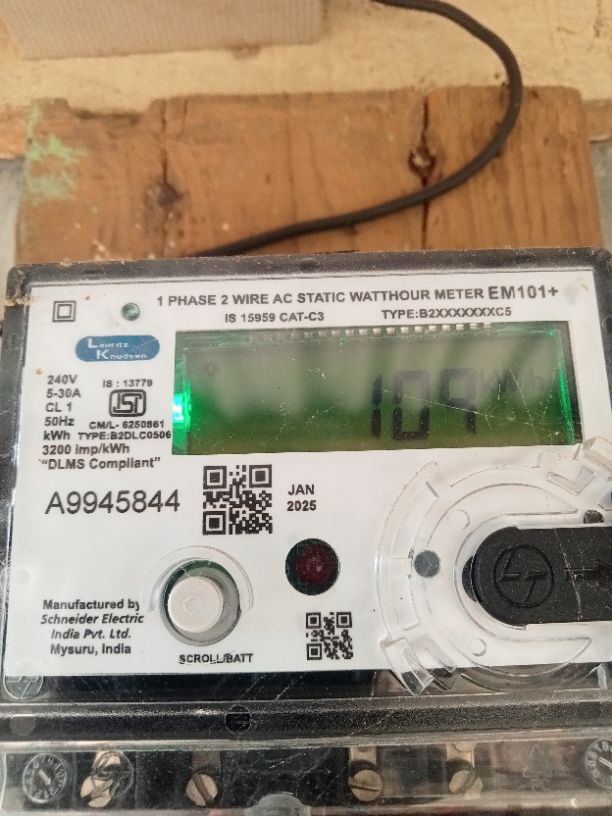 1 PHASE 2 WIRE AC STATIC WATTHOUR METER EM101+
IS 15959 CAT-C3 TYPE:B2XXXXXXXC5
Lauritz
Knudsen
240V
5-30A
CL 1
50Hz
kWh
3200 imp/kWh
"DLMS Compliant"
IS : 13779
ISI
CM/L- 6250861
TYPE:B2DLC0506
109 kWh
A9945844
JAN
2025
LT
Manufactured by
Schneider Electric
India Pvt. Ltd.
Mysuru, India
SCROLL/BATT